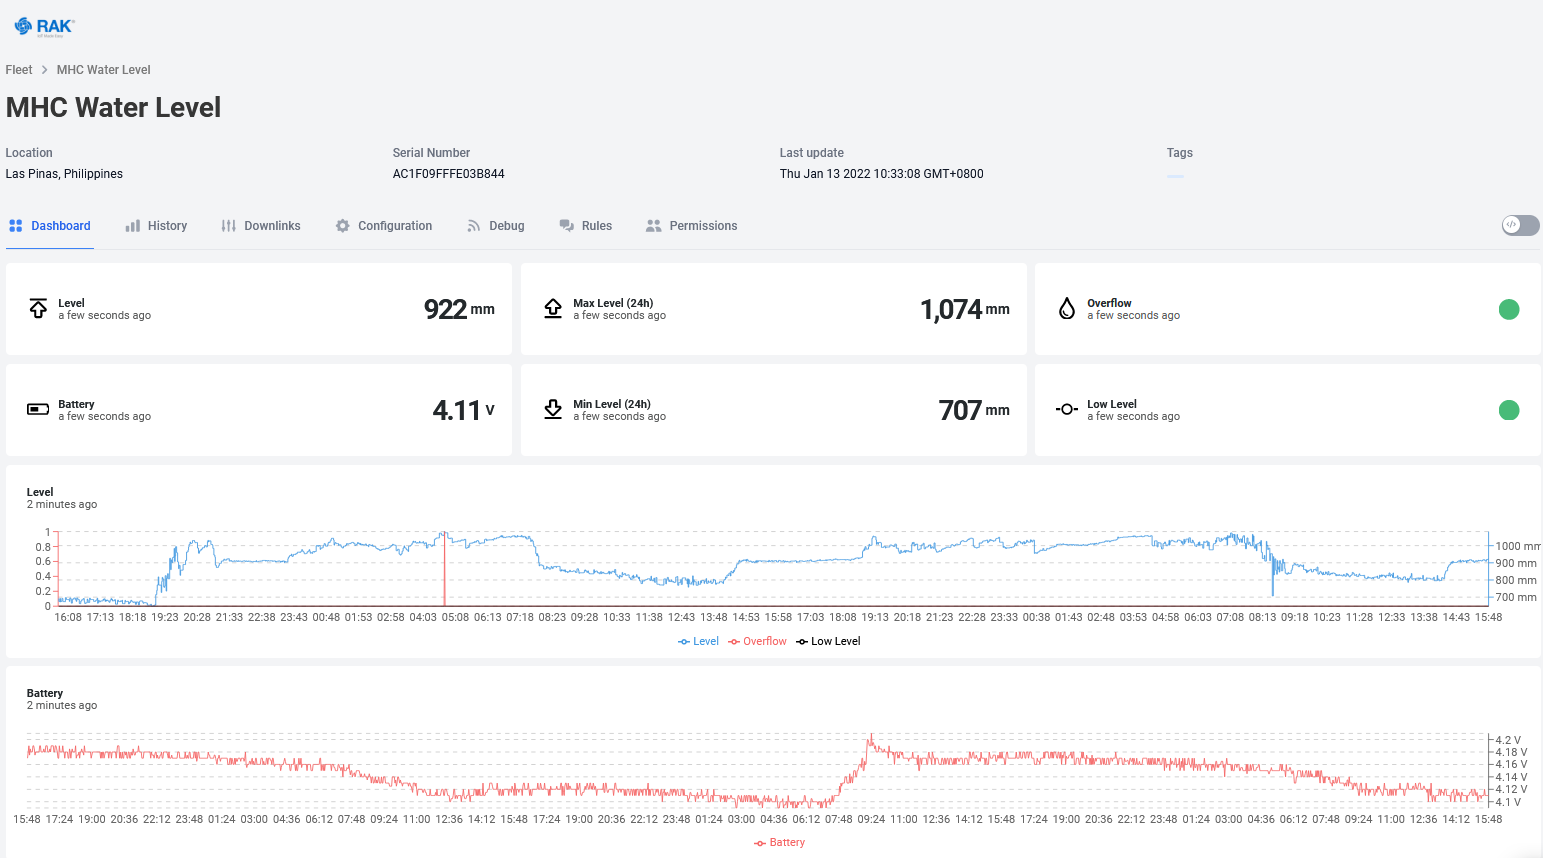 RAK
Fleet > MHC Water Level
MHC Water Level
Location Serial Number Last update Tags
Las Pinas, Philippines AC1F09FFFE03B844 Thu Jan 13 2022 10:33:08 GMT+0800
Dashboard History Downlinks Configuration Debug Rules Permissions
Level
a few seconds ago
922 mm
Max Level (24h)
a few seconds ago
1,074 mm
Overflow
a few seconds ago
Battery
a few seconds ago
4.11 V
Min Level (24h)
a few seconds ago
707 mm
Low Level
a few seconds ago
Level
2 minutes ago
1
0.8
0.6
0.4
0.2
0
1000 mm
900 mm
800 mm
700 mm
16:08 17:13 18:18 19:23 20:28 21:33 22:38 23:43 00:48 01:53 02:58 04:03 05:08 06:13 07:18 08:23 09:28 10:33 11:38 12:43 13:48 14:53 15:58 17:03 18:08 19:13 20:18 21:23 22:28 23:33 00:38 01:43 02:48 03:53 04:58 06:03 07:08 08:13 09:18 10:23 11:28 12:33 13:38 14:43 15:48
Level Overflow Low Level
Battery
2 minutes ago
4.2 V
4.18 V
4.16 V
4.14 V
4.12 V
4.1 V
15:48 17:24 19:00 20:36 22:12 23:48 01:24 03:00 04:36 06:12 07:48 09:24 11:00 12:36 14:12 15:48 17:24 19:00 20:36 22:12 23:48 01:24 03:00 04:36 06:12 07:48 09:24 11:00 12:36 14:12 15:48 17:24 19:00 20:36 22:12 23:48 01:24 03:00 04:36 06:12 07:48 09:24 11:00 12:36 14:12 15:48
Battery